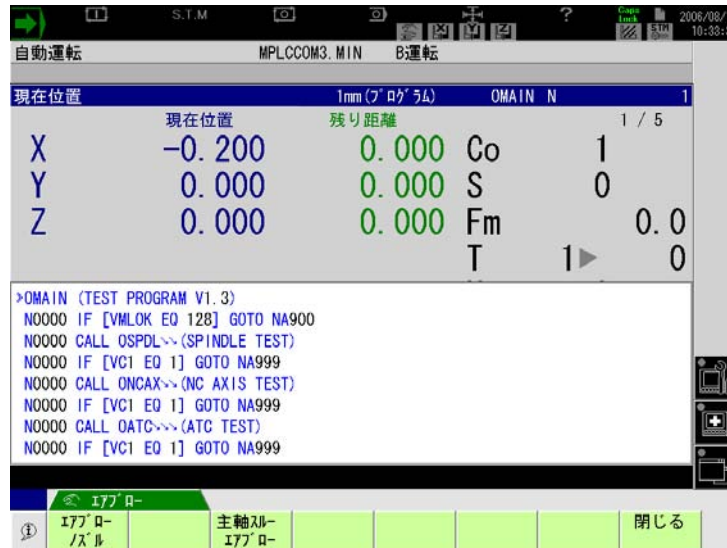 S.T.M ? Caps Lock 2006/08/
STM 10:33:
自動運転 MPLCCOM3.MIN B運転
現在位置 1mm(ﾌﾟﾛｸﾞﾗﾑ) OMAIN N 1
現在位置 残り距離 1 / 5
X -0.200 0.000 Co 1
Y 0.000 0.000 S 0
Z 0.000 0.000 Fm 0.0
T 1▶ 0
>OMAIN (TEST PROGRAM V1.3)
N0000 IF [VMLOK EQ 128] GOTO NA900
N0000 CALL OSPDL↘↘(SPINDLE TEST)
N0000 IF [VC1 EQ 1] GOTO NA999
N0000 CALL ONCAX↘↘(NC AXIS TEST)
N0000 IF [VC1 EQ 1] GOTO NA999
N0000 CALL OATC↘↘↘(ATC TEST)
N0000 IF [VC1 EQ 1] GOTO NA999
ｴｱﾌﾞﾛｰ
ｴｱﾌﾞﾛｰ 主軸ｽﾙｰ 閉じる
ﾉｽﾞﾙ ｴｱﾌﾞﾛｰ